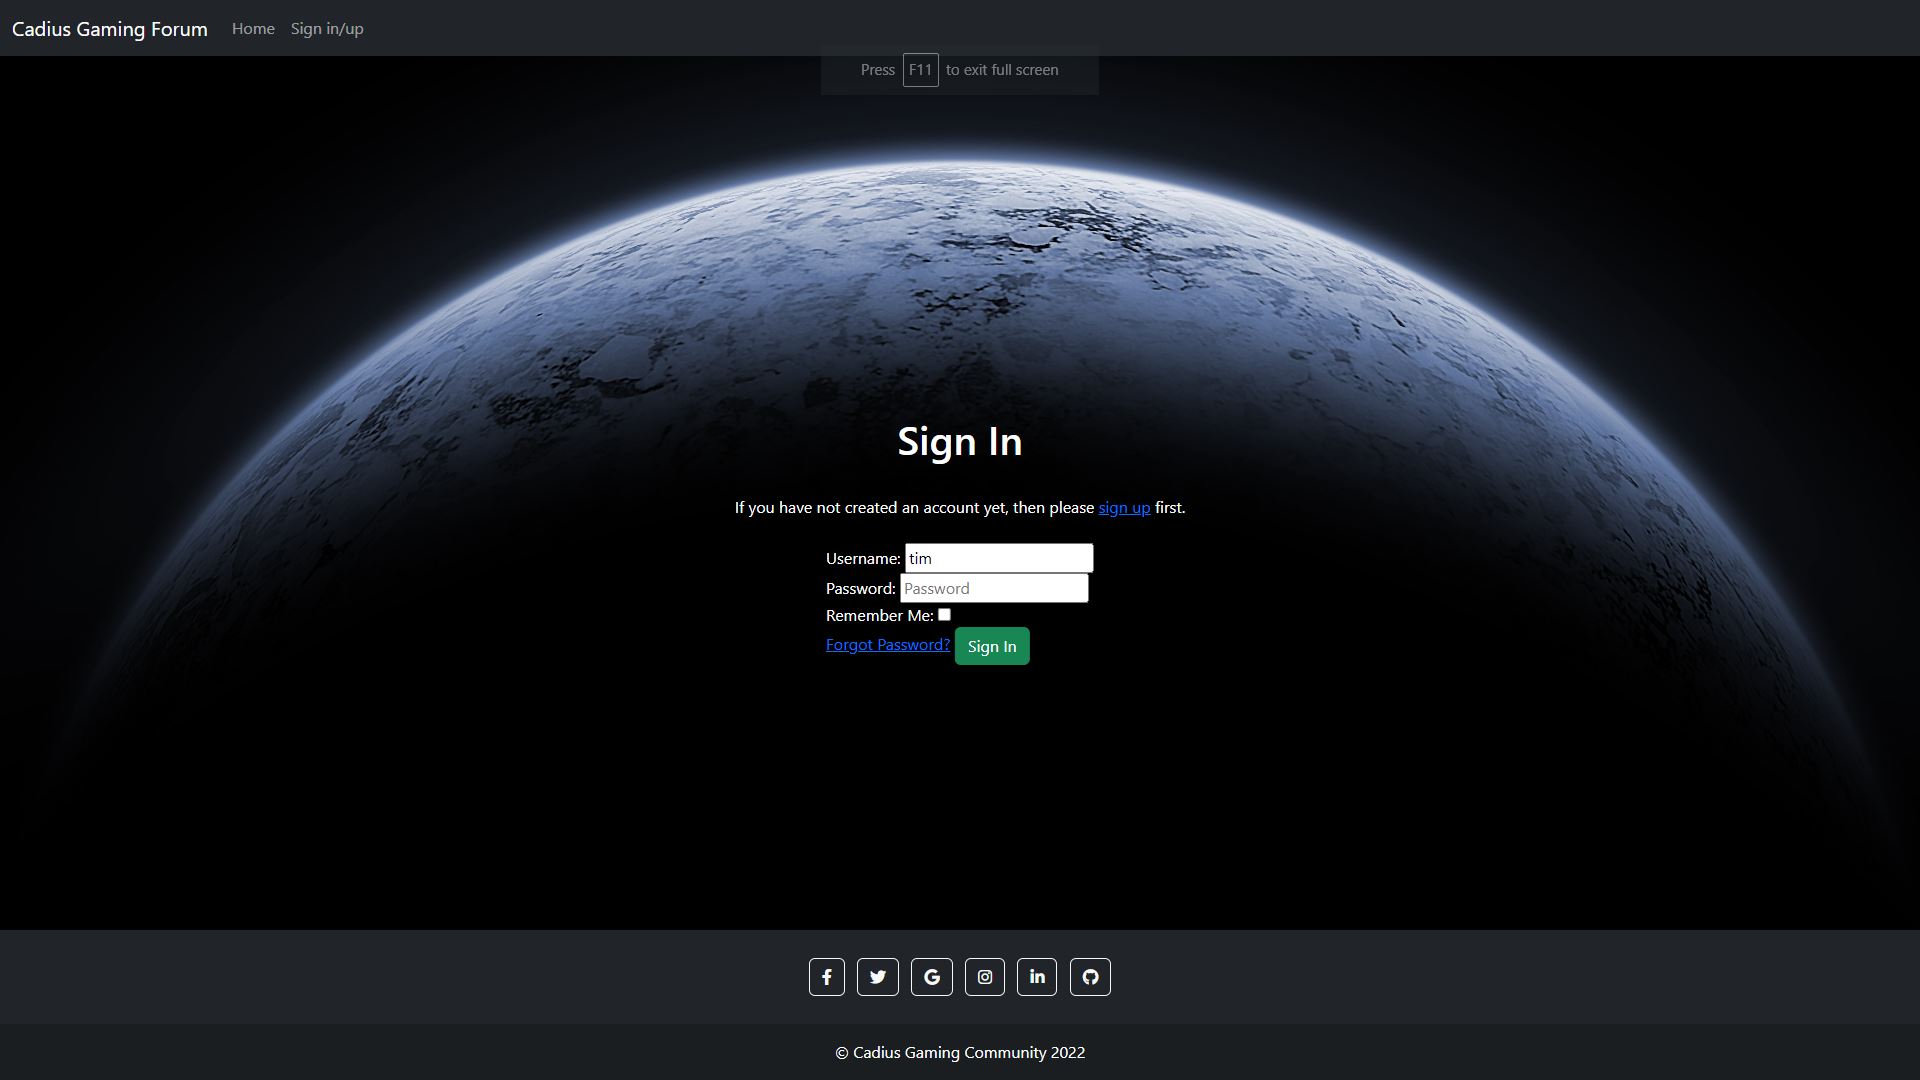 Cadius Gaming Forum Home Sign in/up
Press F11 to exit full screen
Sign In
If you have not created an account yet, then please sign up first.
Username: tim
Password: Password
Remember Me:
Forgot Password? Sign In
© Cadius Gaming Community 2022